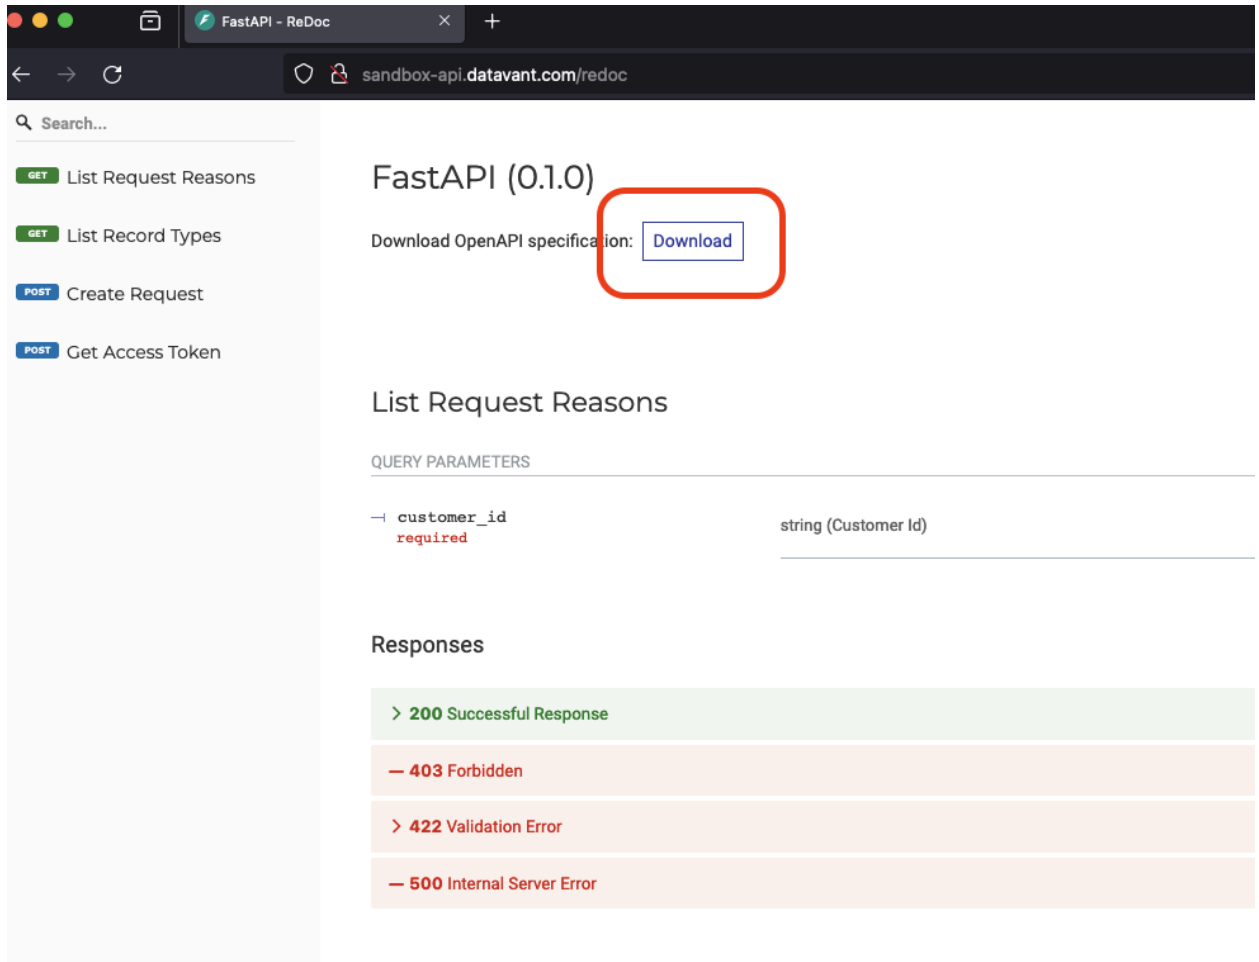 FastAPI - ReDoc
sandbox-api.datavant.com/redoc
Search...
GET List Request Reasons
GET List Record Types
POST Create Request
POST Get Access Token
FastAPI (0.1.0)
Download OpenAPI specification: Download
List Request Reasons
QUERY PARAMETERS
customer_id
required
string (Customer Id)
Responses
200 Successful Response
403 Forbidden
422 Validation Error
500 Internal Server Error